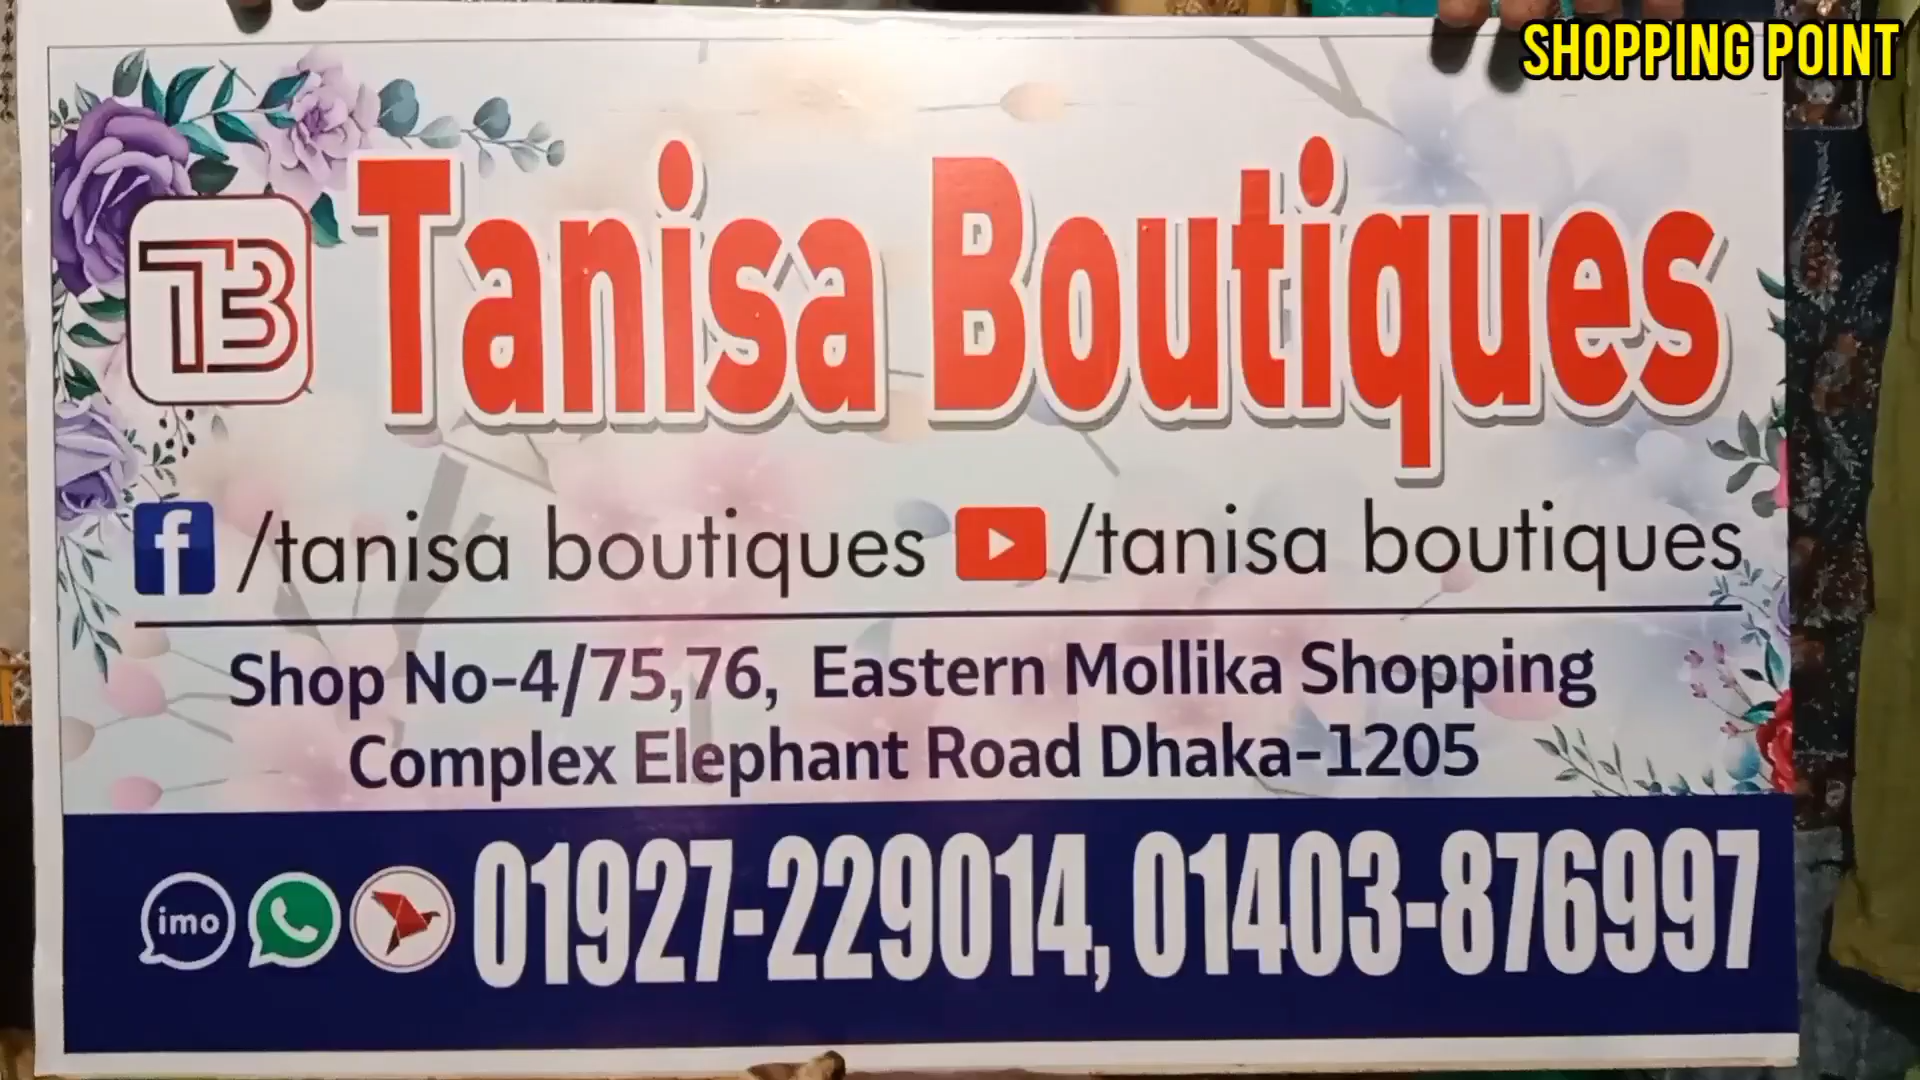 SHOPPING POINT
TB Tanisa Boutiques
f /tanisa boutiques /tanisa boutiques
Shop No-4/75,76, Eastern Mollika Shopping
Complex Elephant Road Dhaka-1205
imo 01927-229014, 01403-876997